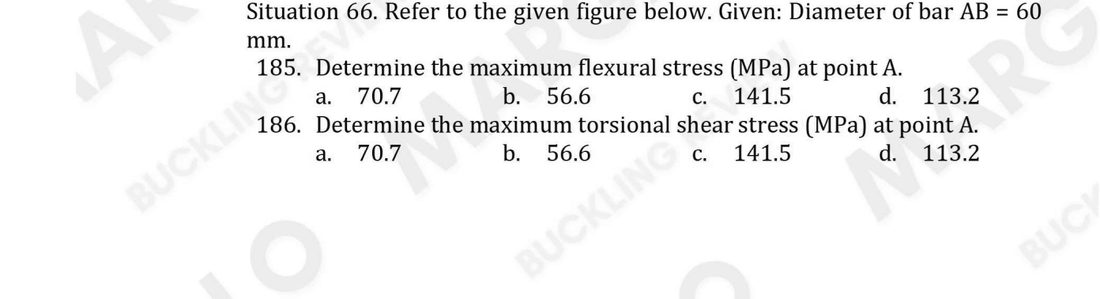 Situation 66. Refer to the given figure below. Given: Diameter of bar AB = 60
mm.
185. Determine the maximum flexural stress (MPa) at point A.
a. 70.7 b. 56.6 c. 141.5 d. 113.2
186. Determine the maximum torsional shear stress (MPa) at point A.
a. 70.7 b. 56.6 c. 141.5 d. 113.2
BUCKLING
BUCKLING